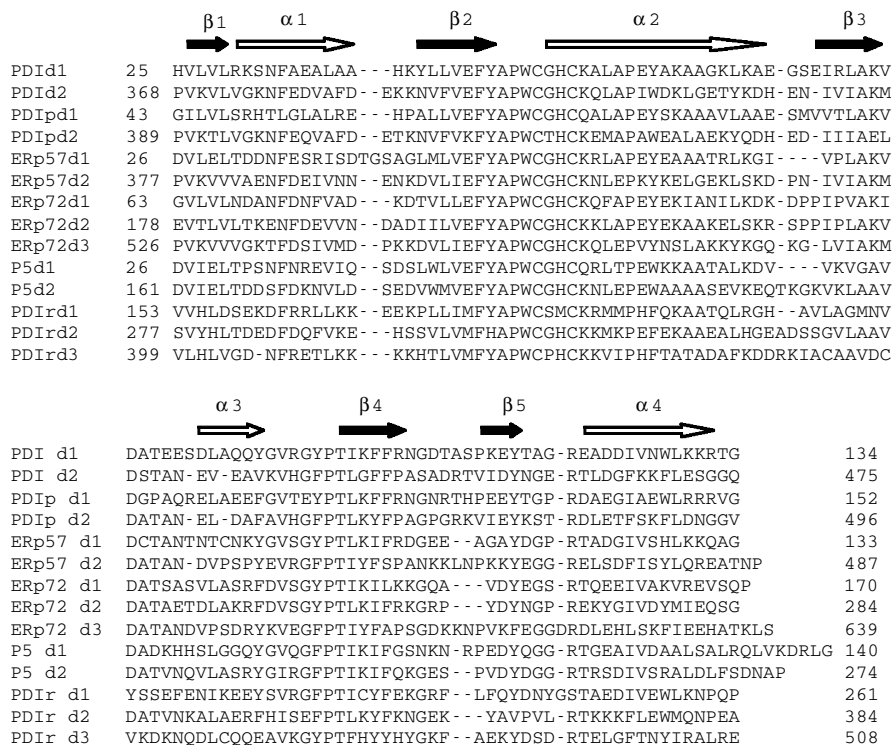 β1 α1 β2 α2 β3
PDId1 25 HVLVLRKSNFAEALAA---HKYLLVEFYAPWCGHCKALAPEYAKAAGKLKAE-GSEIRLAKV
PDId2 368 PVKVLVGKNFEDVAFD--EKKNVFVEFYAPWCGHCKQLAPIWDKLGETYKDH-EN-IVIAKM
PDIpd1 43 GILVLSRHTLGLALRE---HPALLVEFYAPWCGHCQALAPEYSKAAAVLAAE-SMVVTLAKV
PDIpd2 389 PVKTLVGKNFEQVAFD--ETKNVFVKFYAPWCTHCKEMAPAWEALAEKYQDH-ED-IIIAEL
ERp57d1 26 DVLELTDDNFESRISDTGSAGLMLVEFYAPWCGHCKRLAPEYEAAATRLKGI----VPLAKV
ERp57d2 377 PVKVVVAENFDEIVNN--ENKDVLIEFYAPWCGHCKNLEPKYKELGEKLSKD-PN-IVIAKM
ERp72d1 63 GVLVLNDANFDNFVAD---KDTVLLEFYAPWCGHCKQFAPEYEKIANILKDK-DPPIPVAKI
ERp72d2 178 EVTLVLTKENFDEVVN--DADIILVEFYAPWCGHCKKLAPEYEKAAKELSKR-SPPIPLAKV
ERp72d3 526 PVKVVVGKTFDSIVMD--PKKDVLIEFYAPWCGHCKQLEPVYNSLAKKYKGQ-KG-LVIAKM
P5d1 26 DVIELTPSNFNREVIQ--SDSLWLVEFYAPWCGHCQRLTPEWKKAATALKDV----VKVGAV
P5d2 161 DVIELTDDSFDKNVLD--SEDVWMVEFYAPWCGHCKNLEPEWAAAASEVKEQTKGKVKLAAV
PDIrd1 153 VVHLDSEKDFRRLLKK---EEKPLLIMFYAPWCSMCKRMMPHFQKAATQLRGH--AVLAGMNV
PDIrd2 277 SVYHLTDEDFDQFVKE---HSSVLVMFHAPWCGHCKKMKPEFEKAAEALHGEADSSGVLAAV
PDIrd3 399 VLHLVGD-NFRETLKK---KKHTLVMFYAPWCPHCKKVIPHFTATADAFKDDRKIACAAVDC
α3 β4 β5 α4
PDI d1 DATEESDLAQQYGVRGYPTIKFFRNGDTASPKEYTAG-READDIVNWLKKRTG 134
PDI d2 DSTAN-EV-EAVKVHGFPTLGFFPASADRTVIDYNGE-RTLDGFKKFLESGGQ 475
PDIp d1 DGPAQRELAEEFGVTEYPTLKFFRNGNRTHPEEYTGP-RDAEGIAEWLRRRVG 152
PDIp d2 DATAN-EL-DAFAVHGFPTLKYFPAGPGRKVIEYKST-RDLETFSKFLDNGGV 496
ERp57 d1 DCTANTNTCNKYGVSGYPTLKIFRDGEE--AGAYDGP-RTADGIVSHLKKQAG 133
ERp57 d2 DATAN-DVPSPYEVRGFPTIYFSPANKKLNPKKYEGG-RELSDFISYLQREATNP 487
ERp72 d1 DATSASVLASRFDVSGYPTIKILKKGQA---VDYEGS-RTQEEIVAKVREVSQP 170
ERp72 d2 DATAETDLAKRFDVSGYPTLKIFRKGRP---YDYNGP-REKYGIVDYMIEQSG 284
ERp72 d3 DATANDVPSDRYKVEGFPTIYFAPSGDKKNPVKFEGGDRDLEHLSKFIEEHATKLS 639
P5 d1 DADKHHSLGGQYGVQGFPTIKIFGSNKN-RPEDYQGG-RTGEAIVDAALSALRQLVKDRLG 140
P5 d2 DATVNQVLASRYGIRGFPTIKIFQKGES--PVDYDGG-RTRSDIVSRALDLFSDNAP 274
PDIr d1 YSSEFENIKEEYSVRGFPTICYFEKGRF--LFQYDNYGSTAEDIVEWLKNPQP 261
PDIr d2 DATVNKALAERFHISEFPTLKYFKNGEK---YAVPVL-RTKKKFLEWMQNPEA 384
PDIr d3 VKDKNQDLCQQEAVKGYPTFHYYHYGKF--AEKYDSD-RTELGFTNYIRALRE 508